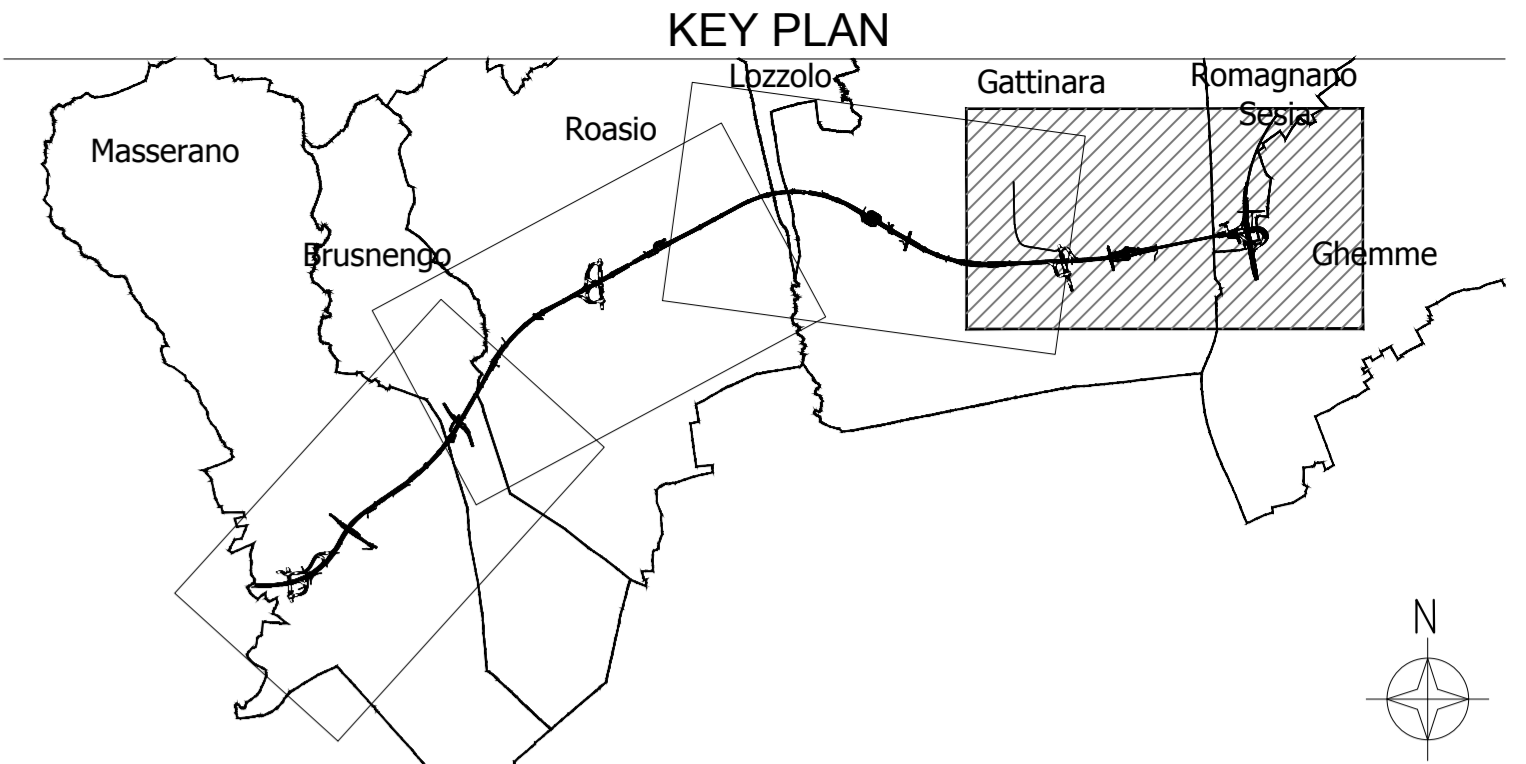 KEY PLAN
Lozzolo
Gattinara
Romagnano
Sesia
Roasio
Masserano
Brusnengo
Ghemme
N